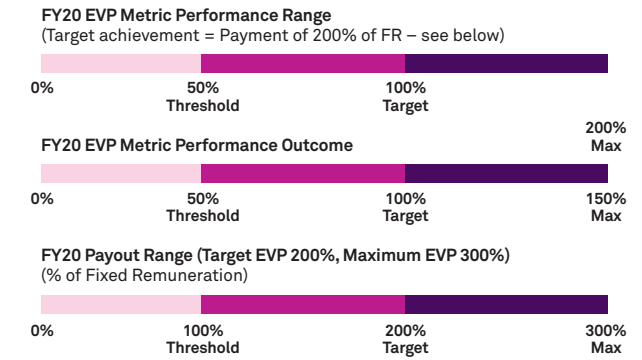 FY20 EVP Metric Performance Range
(Target achievement = Payment of 200% of FR – see below)
0% 50% 100%
Threshold Target
200%
FY20 EVP Metric Performance Outcome Max
0% 50% 100% 150%
Threshold Target Max
FY20 Payout Range (Target EVP 200%, Maximum EVP 300%)
(% of Fixed Remuneration)
0% 100% 200% 300%
Threshold Target Max